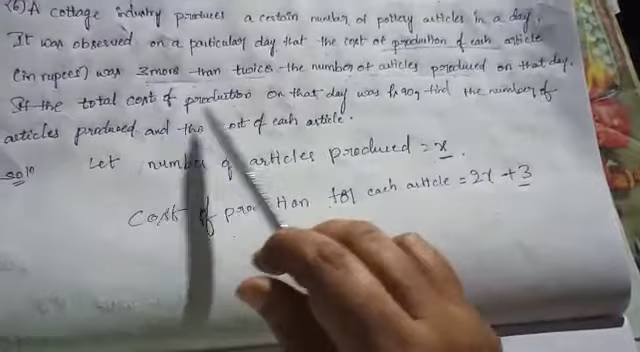 (6) A cottage industry produces a certain number of pottery articles in a day.
It was observed on a particular day that the cost of production of each article
(in rupees) was 3 more than twice the number of articles produced on that day.
If the total cost of production on that day was Rs 90, find the number of
articles produced and the cost of each article.
Soln Let number of articles produced = x.
Cost of production for each article = 2x + 3